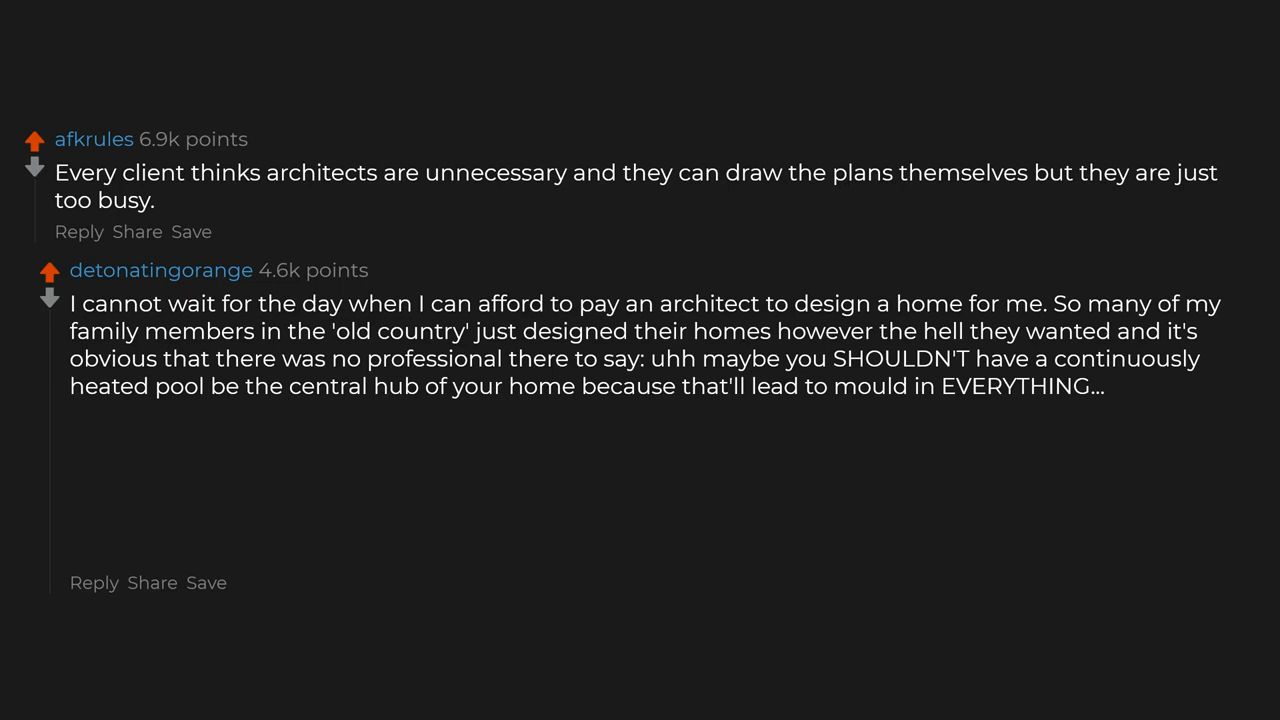 afkrules 6.9k points
Every client thinks architects are unnecessary and they can draw the plans themselves but they are just
too busy.
Reply Share Save
detonatingorange 4.6k points
I cannot wait for the day when I can afford to pay an architect to design a home for me. So many of my
family members in the 'old country' just designed their homes however the hell they wanted and it's
obvious that there was no professional there to say: uhh maybe you SHOULDN'T have a continuously
heated pool be the central hub of your home because that'll lead to mould in EVERYTHING...
Reply Share Save